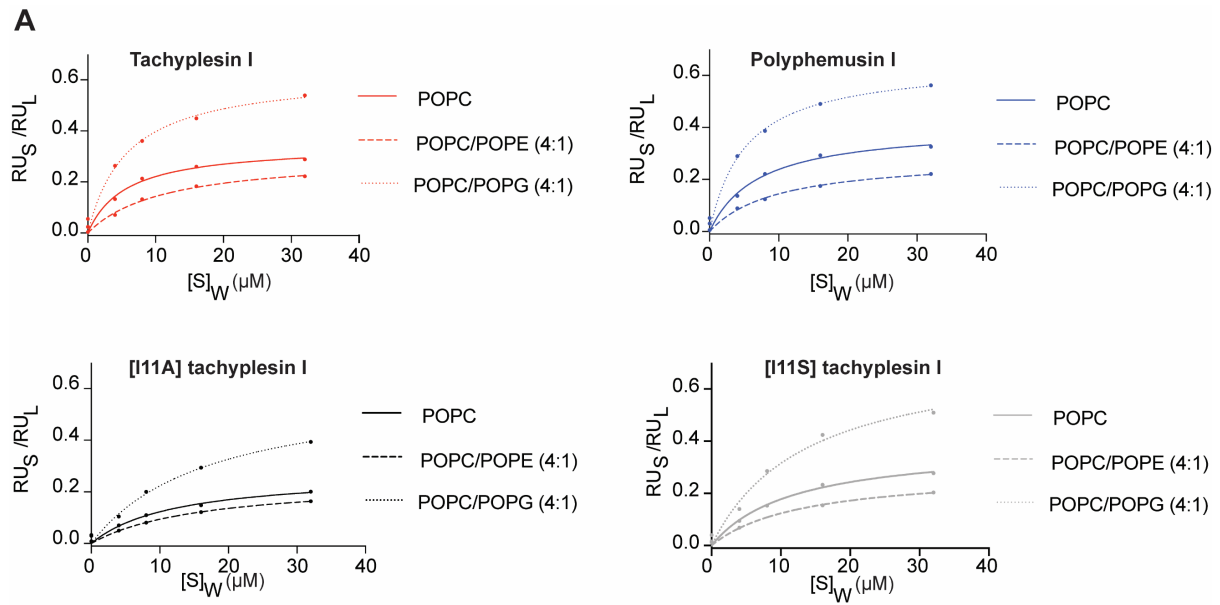 A
Tachyplesin I
RUS /RUL
0.6
0.4
0.2
0.0
0 10 20 30 40
[S]W (µM)
POPC
POPC/POPE (4:1)
POPC/POPG (4:1)
Polyphemusin I
RUS /RUL
0.6
0.4
0.2
0.0
0 10 20 30 40
[S]W (µM)
POPC
POPC/POPE (4:1)
POPC/POPG (4:1)
[I11A] tachyplesin I
RUS /RUL
0.6
0.4
0.2
0.0
0 10 20 30 40
[S]W (µM)
POPC
POPC/POPE (4:1)
POPC/POPG (4:1)
[I11S] tachyplesin I
RUS /RUL
0.6
0.4
0.2
0.0
0 10 20 30 40
[S]W (µM)
POPC
POPC/POPE (4:1)
POPC/POPG (4:1)